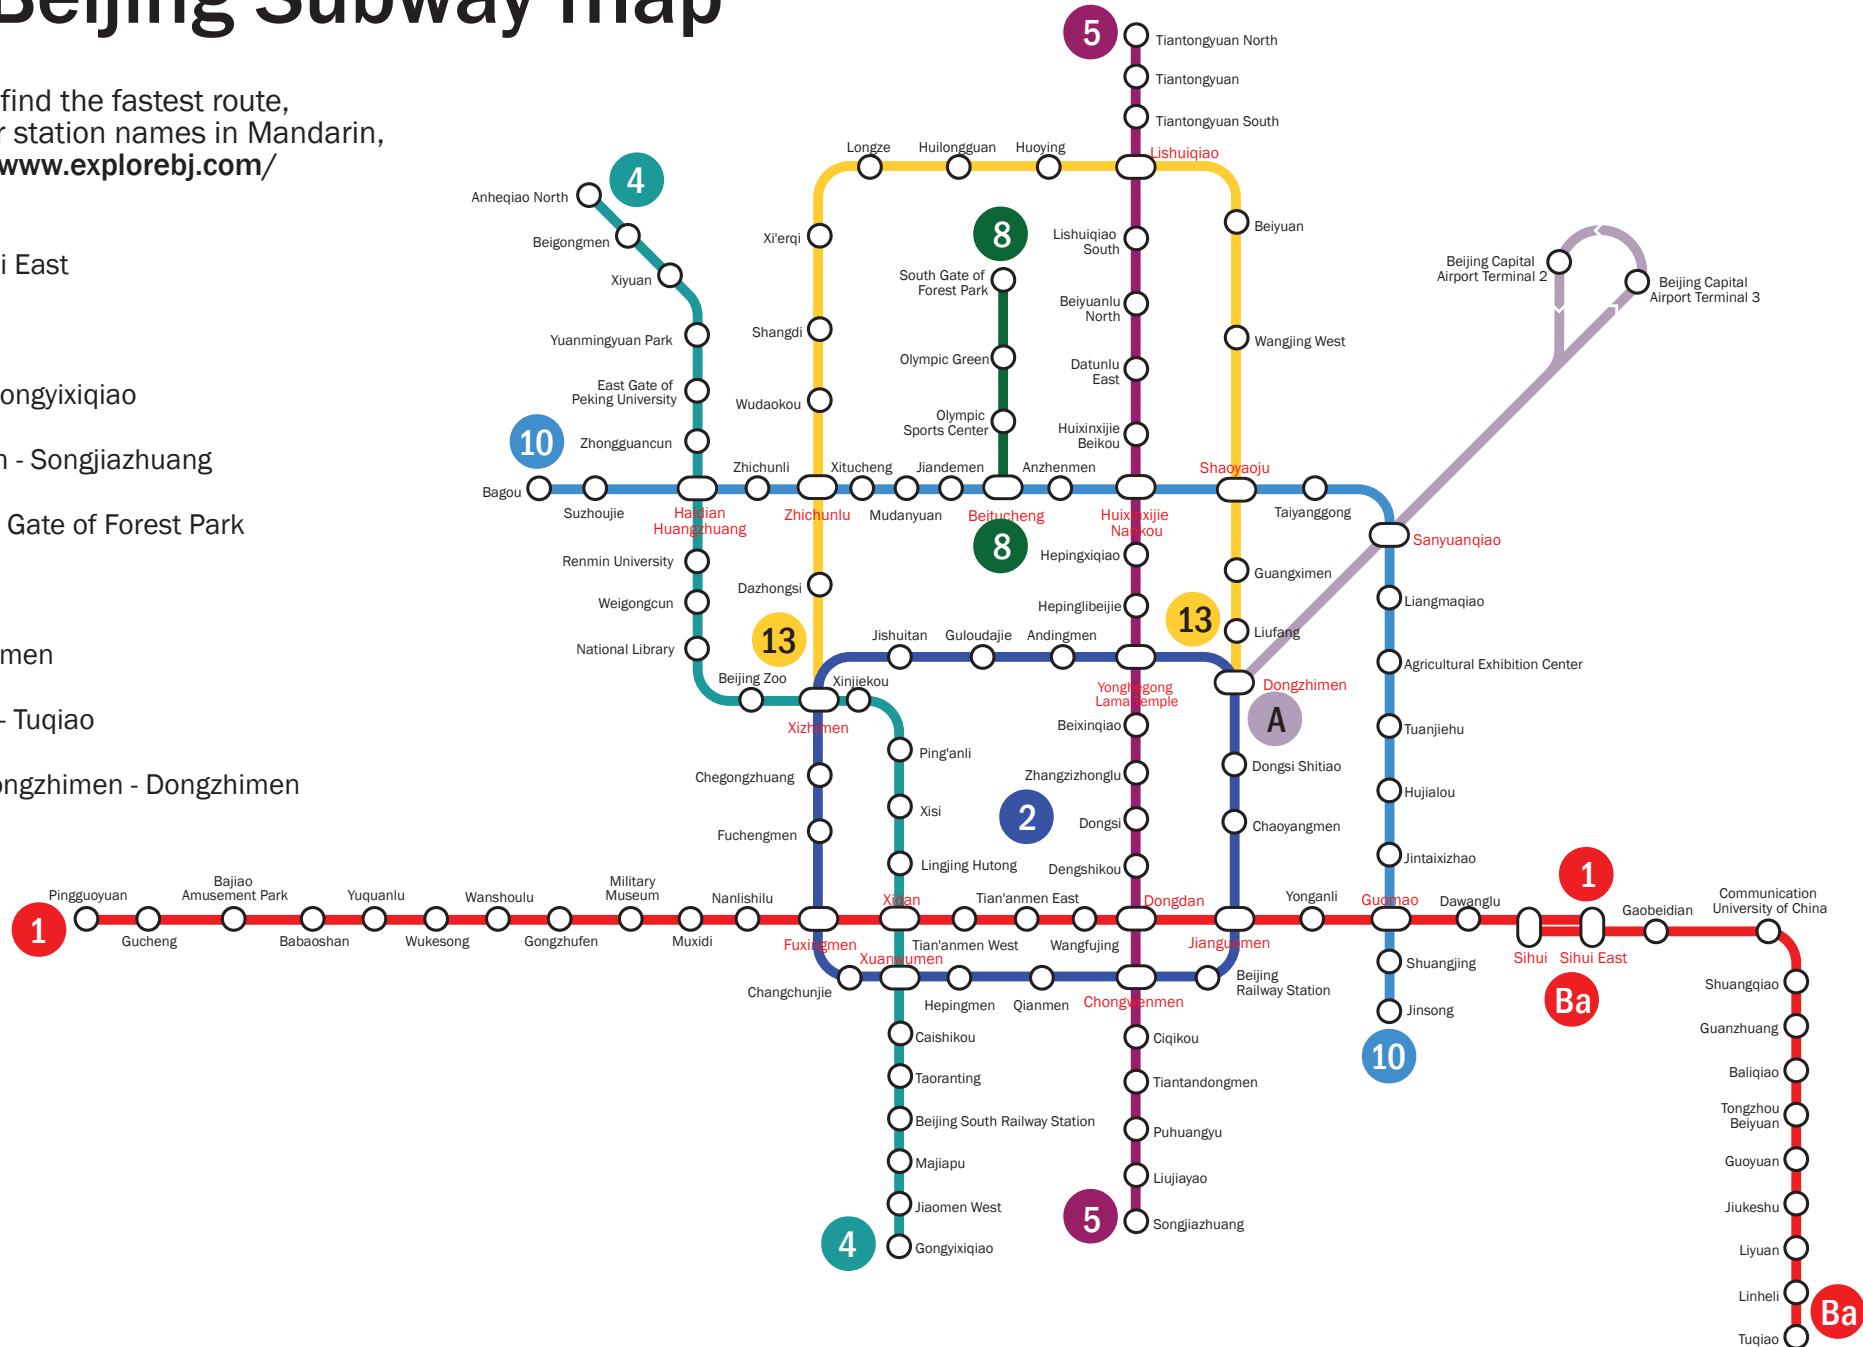 Beijing Subway map
find the fastest route,
station names in Mandarin,
www.explorebj.com/
i East
ongyixiqiao
n - Songjiazhuang
Gate of Forest Park
men
- Tuqiao
ongzhimen - Dongzhimen
5
Tiantongyuan North
Tiantongyuan
Tiantongyuan South
Longze
Huilongguan
Huoying
Lishuiqiao
4
Anheqiao North
Beigongmen
Xiyuan
Xi'erqi
8
Lishuiqiao
South
Beiyuan
Beijing Capital
Airport Terminal 2
Beijing Capital
Airport Terminal 3
South Gate of
Forest Park
Beiyuanlu
North
Yuanmingyuan Park
Shangdi
Olympic Green
Wangjing West
Datunlu
East
East Gate of
Peking University
Wudaokou
Olympic
Sports Center
Huixinxijie
Beikou
10
Zhongguancun
Zhichunli
Xitucheng
Jiandemen
Anzhenmen
Shaoyaoju
Bagou
Suzhoujie
Haidian
Huangzhuang
Zhichunlu
Mudanyuan
Beitucheng
Huixinxijie
Nankou
Taiyanggong
Sanyuanqiao
8
Renmin University
Hepingxiqiao
Guangximen
Weigongcun
Dazhongsi
Hepinglibeijie
Liangmaqiao
13
13
National Library
Jishuitan
Guloudajie
Andingmen
Liufang
Agricultural Exhibition Center
Beijing Zoo
Xinjiekou
Yonghegong
Lama Temple
Dongzhimen
A
Xizhimen
Beixinqiao
Tuanjiehu
Ping'anli
Chegongzhuang
Zhangzizhonglu
Dongsi Shitiao
Hujialou
Xisi
2
Dongsi
Chaoyangmen
Fuchengmen
Lingjing Hutong
Dengshikou
Jintaixizhao
1
Pingguoyuan
Bajiao
Amusement Park
Yuquanlu
Wanshoulu
Military
Museum
Nanlishilu
Xidan
Tian'anmen East
Dongdan
Yonganli
Guomao
Dawanglu
1
Gaobeidian
Communication
University of China
Gucheng
Babaoshan
Wukesong
Gongzhufen
Muxidi
Fuxingmen
Tian'anmen West
Wangfujing
Jianguomen
Sihui
Sihui East
Xuanwumen
Ba
Changchunjie
Hepingmen
Qianmen
Chongwenmen
Beijing
Railway Station
Shuangjing
Shuangqiao
Jinsong
Guanzhuang
10
Caishikou
Ciqikou
Baliqiao
Taoranting
Tiantandongmen
Tongzhou
Beiyuan
Beijing South Railway Station
Puhuangyu
Majiapu
Liujiayao
Guoyuan
Jiaomen West
Jiukeshu
4
5
Songjiazhuang
Gongyixiqiao
Liyuan
Linheli
Ba
Tuqiao